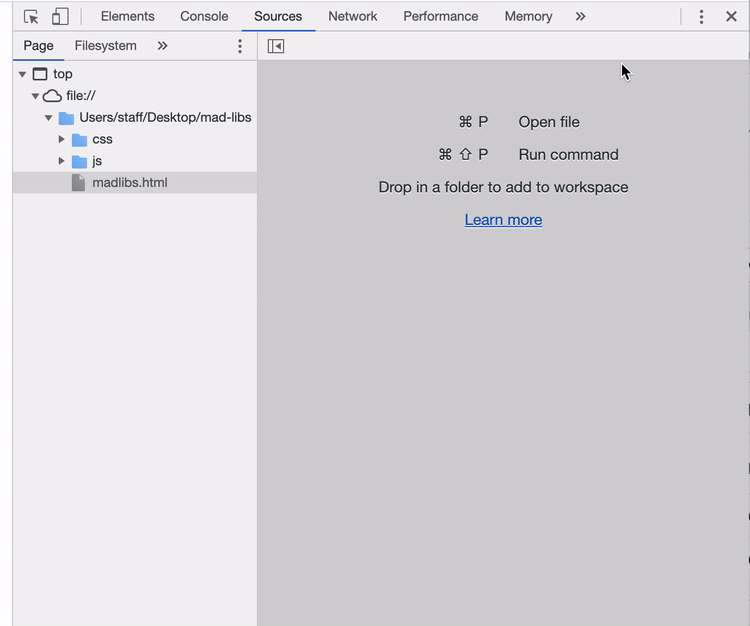 Elements Console Sources Network Performance Memory
Page Filesystem
top
file://
Users/staff/Desktop/mad-libs
css
js
madlibs.html
⌘ P Open file
⌘ ⇧ P Run command
Drop in a folder to add to workspace
Learn more